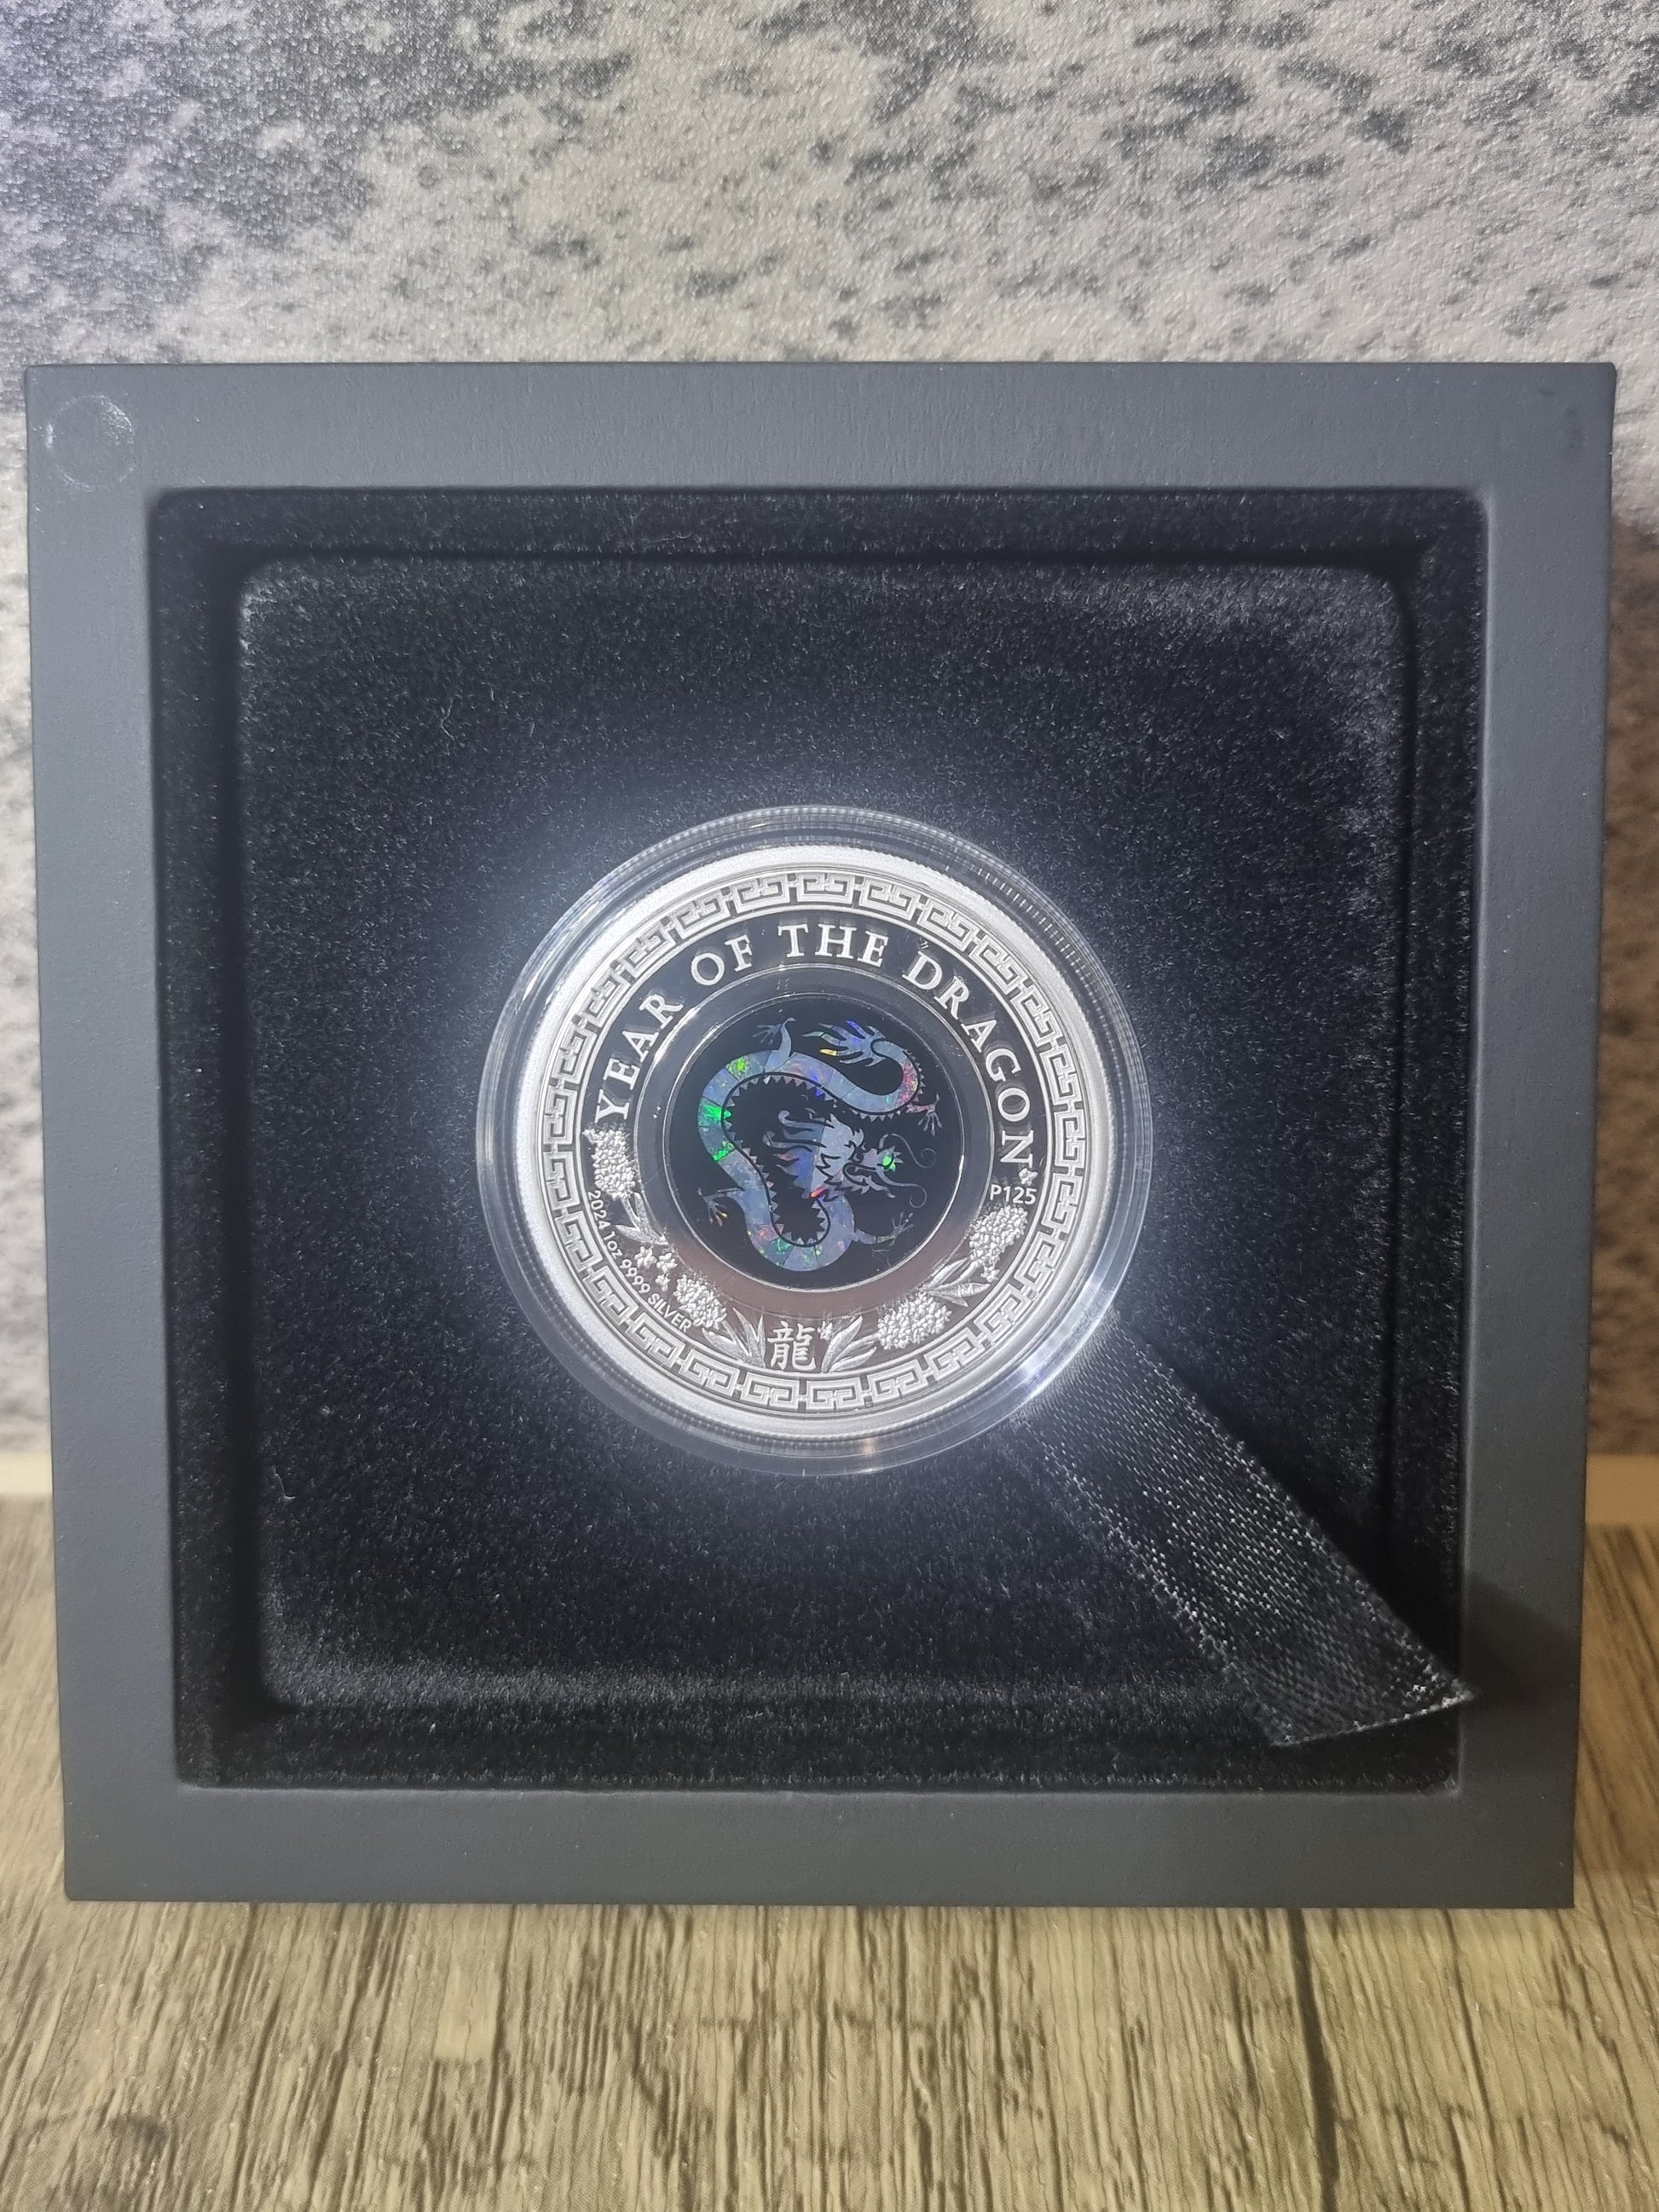 YEAR OF THE DRAGON
P125
2024 1oz 9999 SILVER
龍